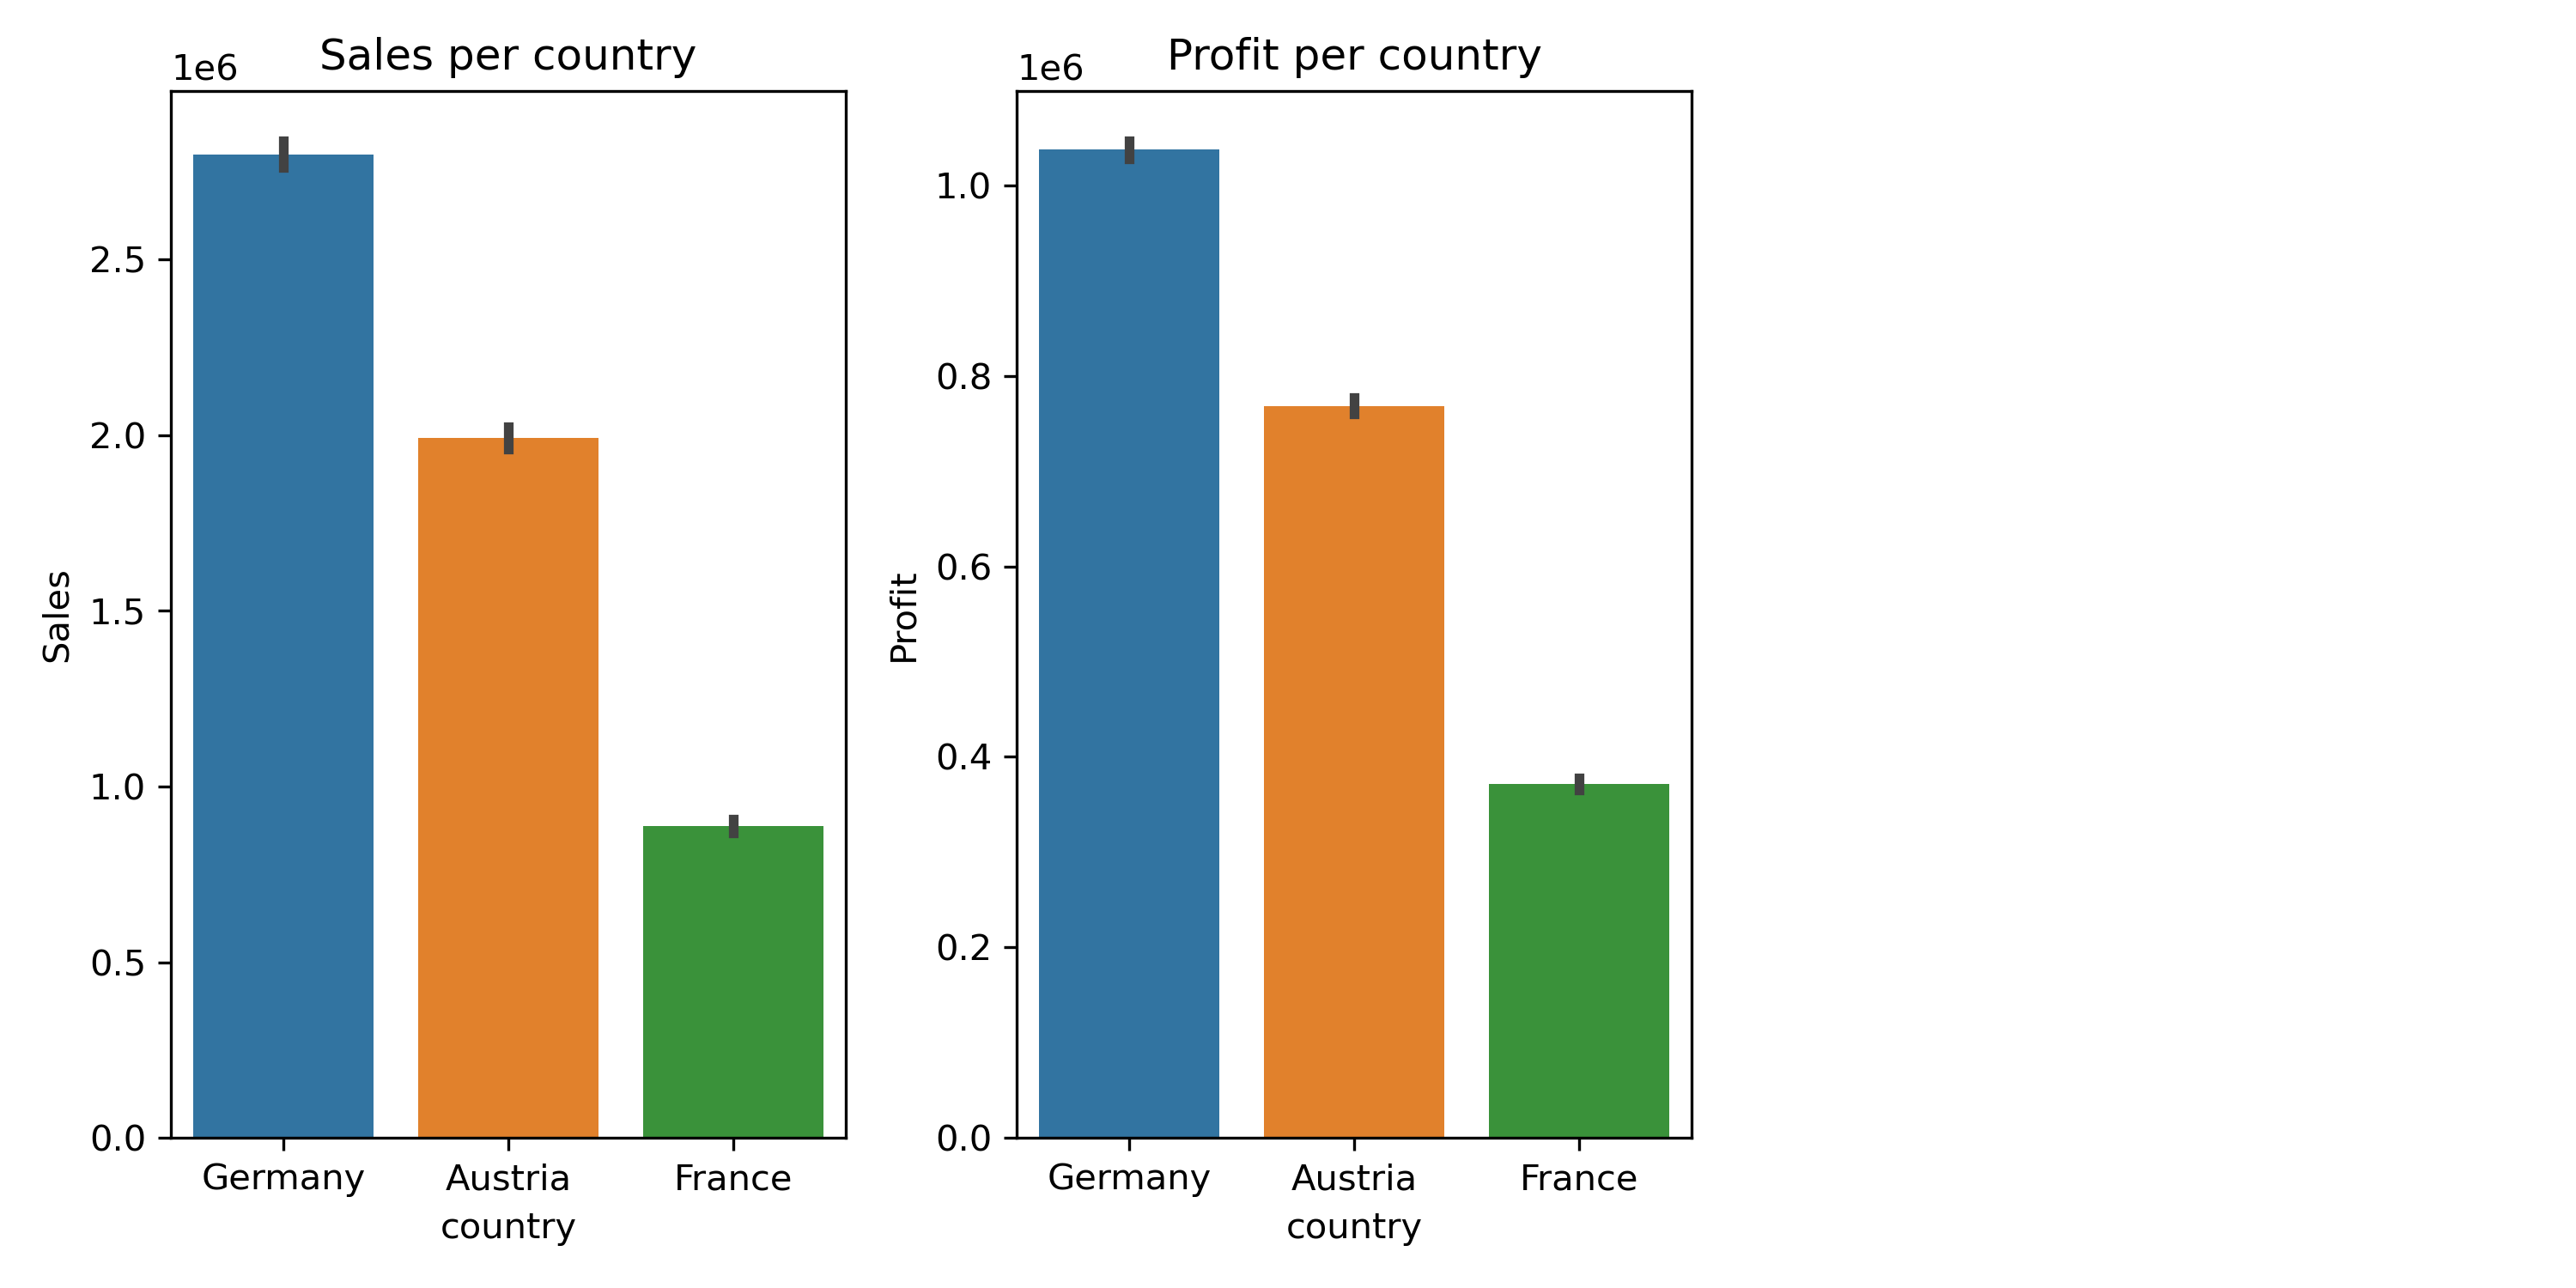 Sales per country
1e6
2.5
2.0
1.5
1.0
0.5
0.0
Sales
Germany Austria France
country
Profit per country
1e6
1.0
0.8
0.6
0.4
0.2
0.0
Profit
Germany Austria France
country